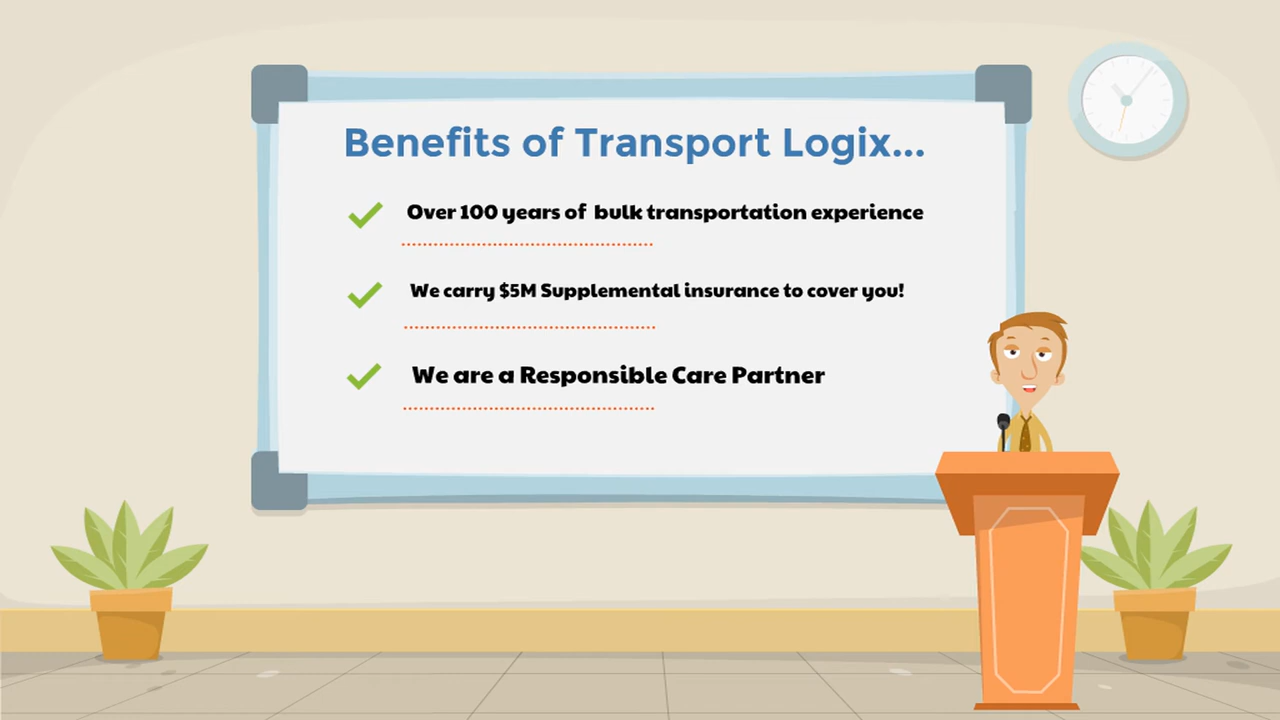 Benefits of Transport Logix...
Over 100 years of bulk transportation experience
We carry $5M Supplemental insurance to cover you!
We are a Responsible Care Partner